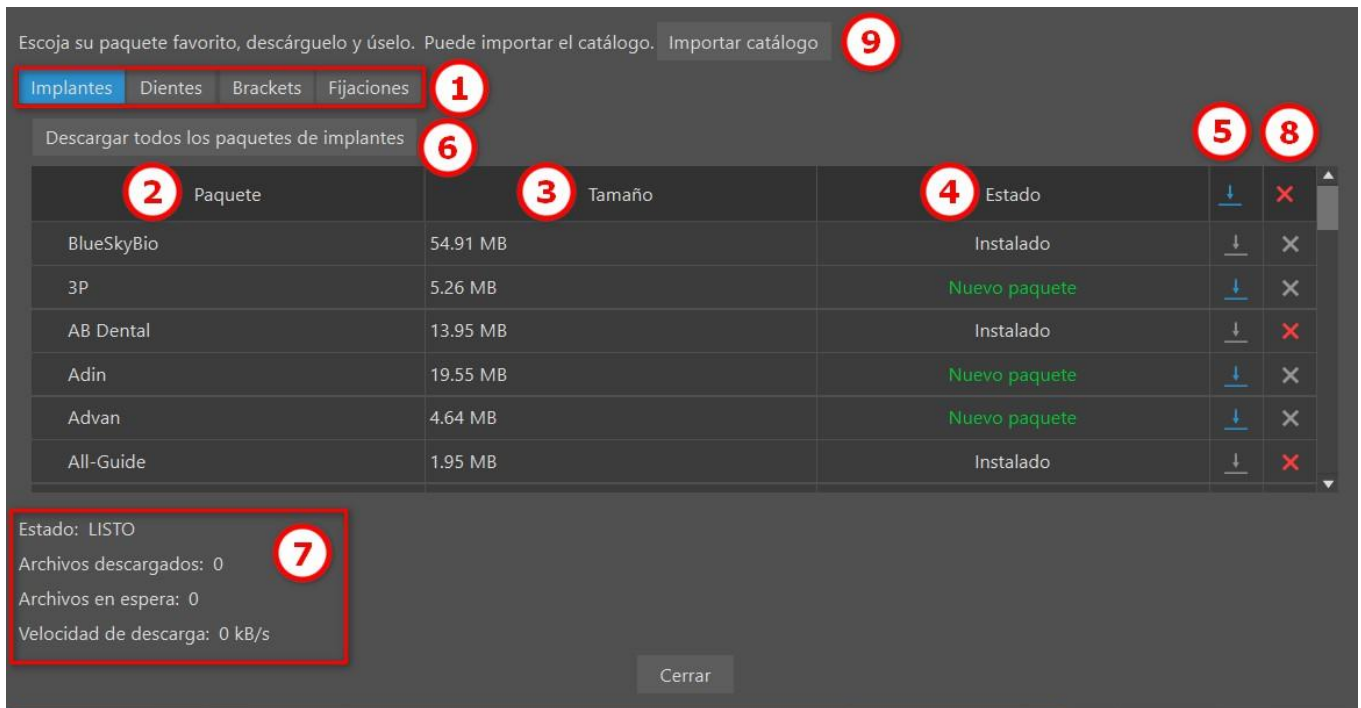 Escoja su paquete favorito, descárguelo y úselo. Puede importar el catálogo. Importar catálogo 9
Implantes Dientes Brackets Fijaciones 1
Descargar todos los paquetes de implantes 6 5 8
2 Paquete 3 Tamaño 4 Estado
BlueSkyBio 54.91 MB Instalado
3P 5.26 MB Nuevo paquete
AB Dental 13.95 MB Instalado
Adin 19.55 MB Nuevo paquete
Advan 4.64 MB Nuevo paquete
All-Guide 1.95 MB Instalado
Estado: LISTO
7
Archivos descargados: 0
Archivos en espera: 0
Velocidad de descarga: 0 kB/s
Cerrar